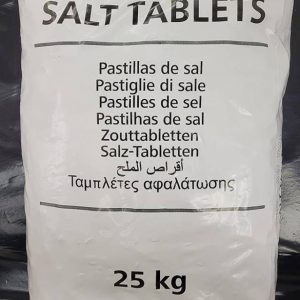 SALT TABLETS
Pastillas de sal
Pastiglie di sale
Pastilles de sel
Pastilhas de sal
Zouttabletten
Salz-Tabletten
أقراص الملح
Ταμπλέτες αφαλάτωσης
25 kg